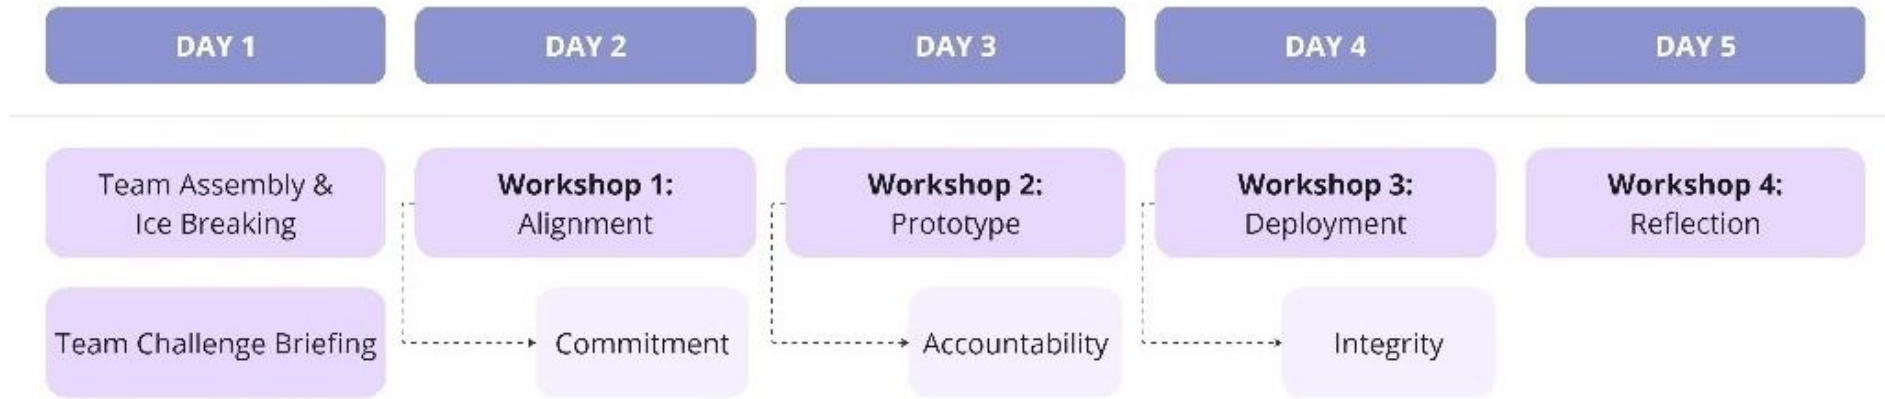 DAY 1
DAY 2
DAY 3
DAY 4
DAY 5
Team Assembly &
Ice Breaking
Workshop 1:
Alignment
Workshop 2:
Prototype
Workshop 3:
Deployment
Workshop 4:
Reflection
Team Challenge Briefing
Commitment
Accountability
Integrity